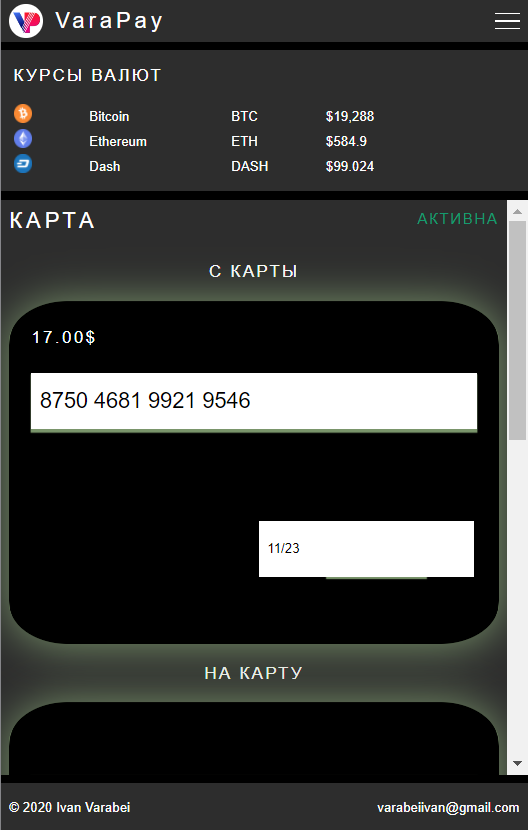 VaraPay
КУРСЫ ВАЛЮТ
Bitcoin BTC $19,288
Ethereum ETH $584.9
Dash DASH $99.024
КАРТА АКТИВНА
С КАРТЫ
17.00$
8750 4681 9921 9546
11/23
НА КАРТУ
© 2020 Ivan Varabei varabeiivan@gmail.com